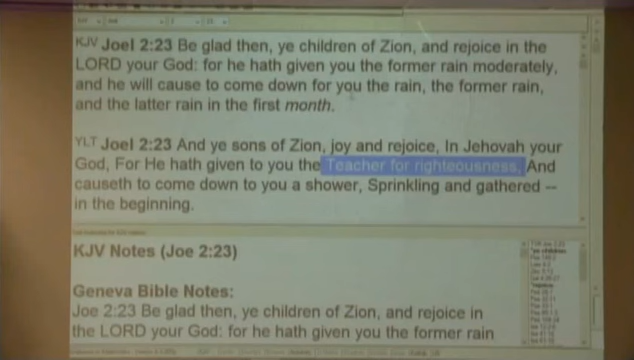 KJV Joel 2:23 Be glad then, ye children of Zion, and rejoice in the
LORD your God: for he hath given you the former rain moderately,
and he will cause to come down for you the rain, the former rain,
and the latter rain in the first month.
YLT Joel 2:23 And ye sons of Zion, joy and rejoice, In Jehovah your
God, For He hath given to you the Teacher for righteousness, And
causeth to come down to you a shower, Sprinkling and gathered --
in the beginning.
KJV Notes (Joe 2:23)
Geneva Bible Notes:
Joe 2:23 Be glad then, ye children of Zion, and rejoice in
the LORD your God: for he hath given you the former rain